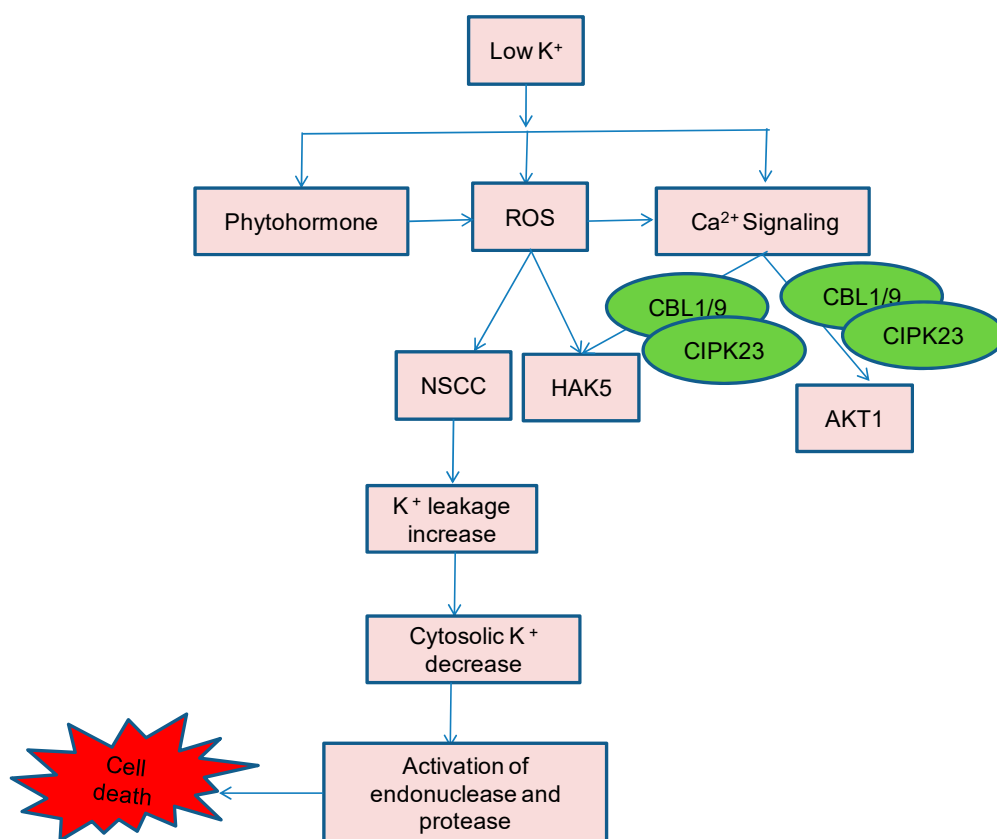 Low K⁺
Phytohormone
ROS
Ca²⁺ Signaling
CBL1/9
CIPK23
CBL1/9
CIPK23
NSCC
HAK5
AKT1
K⁺ leakage
increase
Cytosolic K⁺
decrease
Activation of
endonuclease and
protease
Cell
death